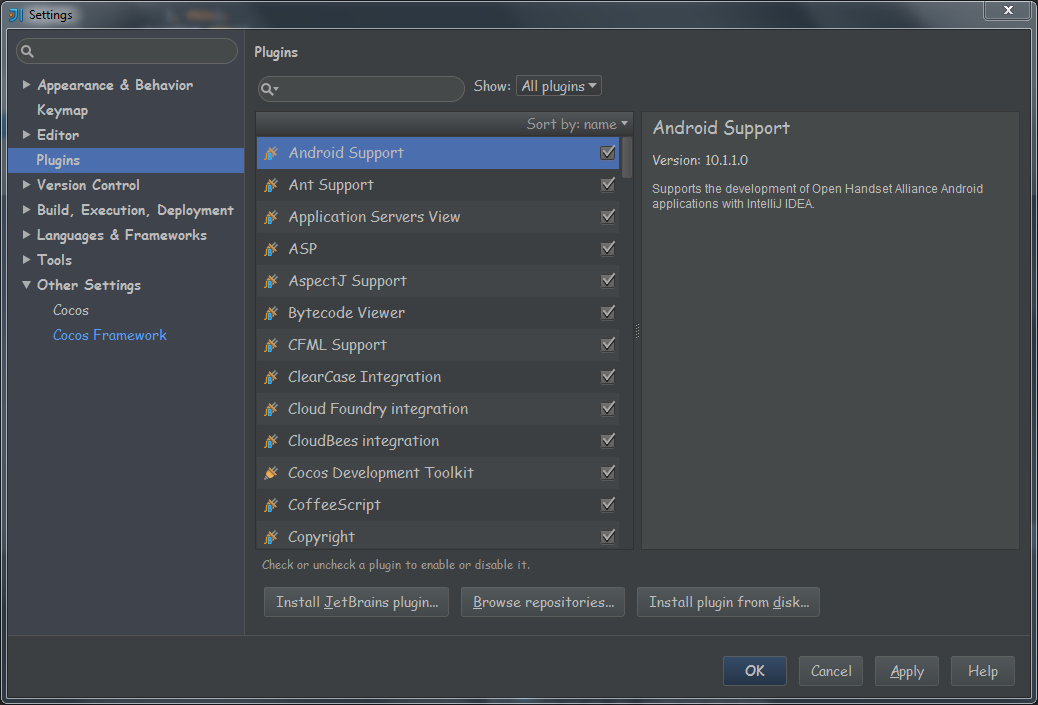 Settings
Appearance & Behavior
Keymap
Editor
Plugins
Version Control
Build, Execution, Deployment
Languages & Frameworks
Tools
Other Settings
Cocos
Cocos Framework
Plugins
Show: All plugins
Sort by: name
Android Support
Ant Support
Application Servers View
ASP
AspectJ Support
Bytecode Viewer
CFML Support
ClearCase Integration
Cloud Foundry integration
CloudBees integration
Cocos Development Toolkit
CoffeeScript
Copyright
Check or uncheck a plugin to enable or disable it.
Install JetBrains plugin... Browse repositories... Install plugin from disk...
Android Support
Version: 10.1.1.0
Supports the development of Open Handset Alliance Android
applications with IntelliJ IDEA.
OK Cancel Apply Help